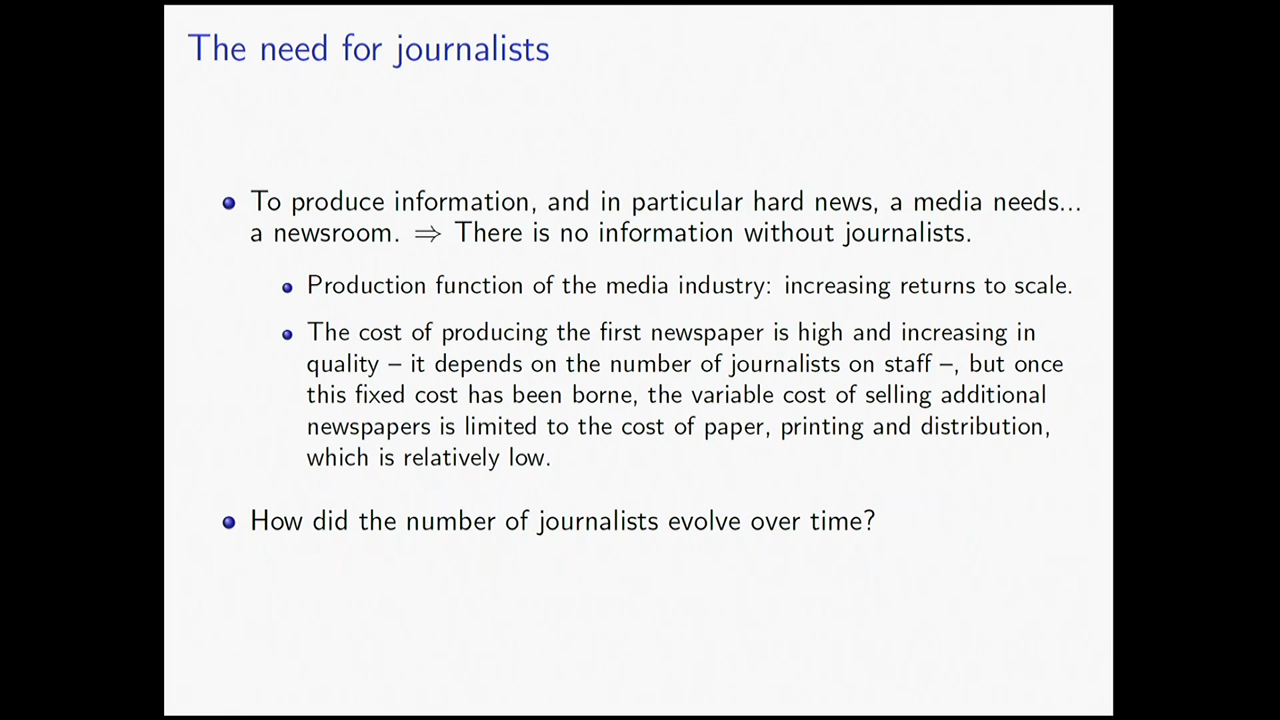 The need for journalists
To produce information, and in particular hard news, a media needs...
a newsroom. ⇒ There is no information without journalists.
Production function of the media industry: increasing returns to scale.
The cost of producing the first newspaper is high and increasing in
quality – it depends on the number of journalists on staff –, but once
this fixed cost has been borne, the variable cost of selling additional
newspapers is limited to the cost of paper, printing and distribution,
which is relatively low.
How did the number of journalists evolve over time?